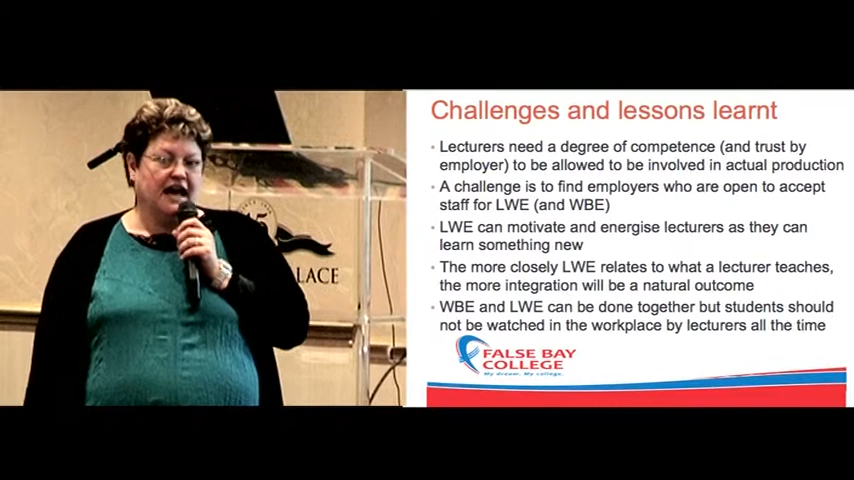 15
LACE
Challenges and lessons learnt
• Lecturers need a degree of competence (and trust by
employer) to be allowed to be involved in actual production
• A challenge is to find employers who are open to accept
staff for LWE (and WBE)
• LWE can motivate and energise lecturers as they can
learn something new
• The more closely LWE relates to what a lecturer teaches,
the more integration will be a natural outcome
• WBE and LWE can be done together but students should
not be watched in the workplace by lecturers all the time
FALSE BAY
COLLEGE
My dream. My college.